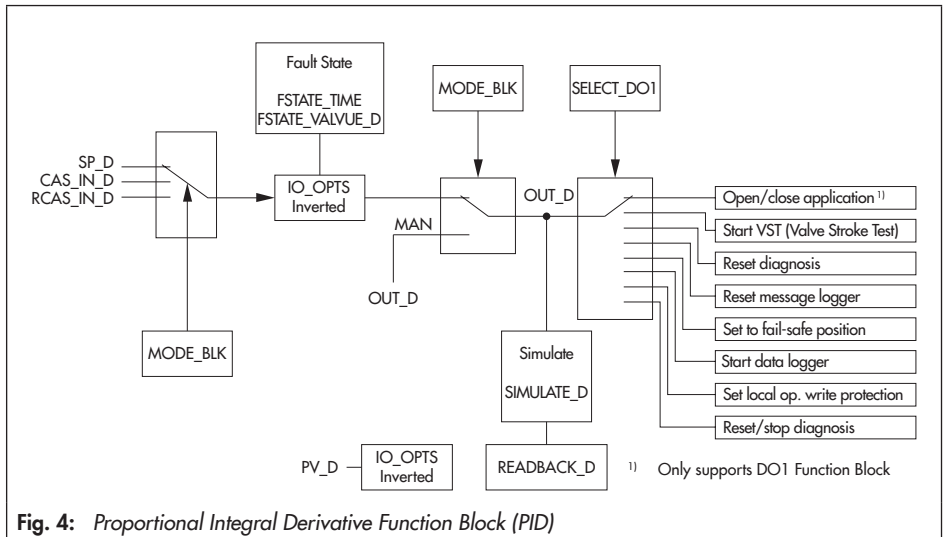 Fault State
FSTATE_TIME
FSTATE_VALVUE_D
MODE_BLK
SELECT_DO1
SP_D
CAS_IN_D
RCAS_IN_D
IO_OPTS
Inverted
MAN
OUT_D
OUT_D
MODE_BLK
Simulate
SIMULATE_D
READBACK_D
PV_D
IO_OPTS
Inverted
Open/close application 1)
Start VST (Valve Stroke Test)
Reset diagnosis
Reset message logger
Set to fail-safe position
Start data logger
Set local op. write protection
Reset/stop diagnosis
1) Only supports DO1 Function Block
Fig. 4: Proportional Integral Derivative Function Block (PID)